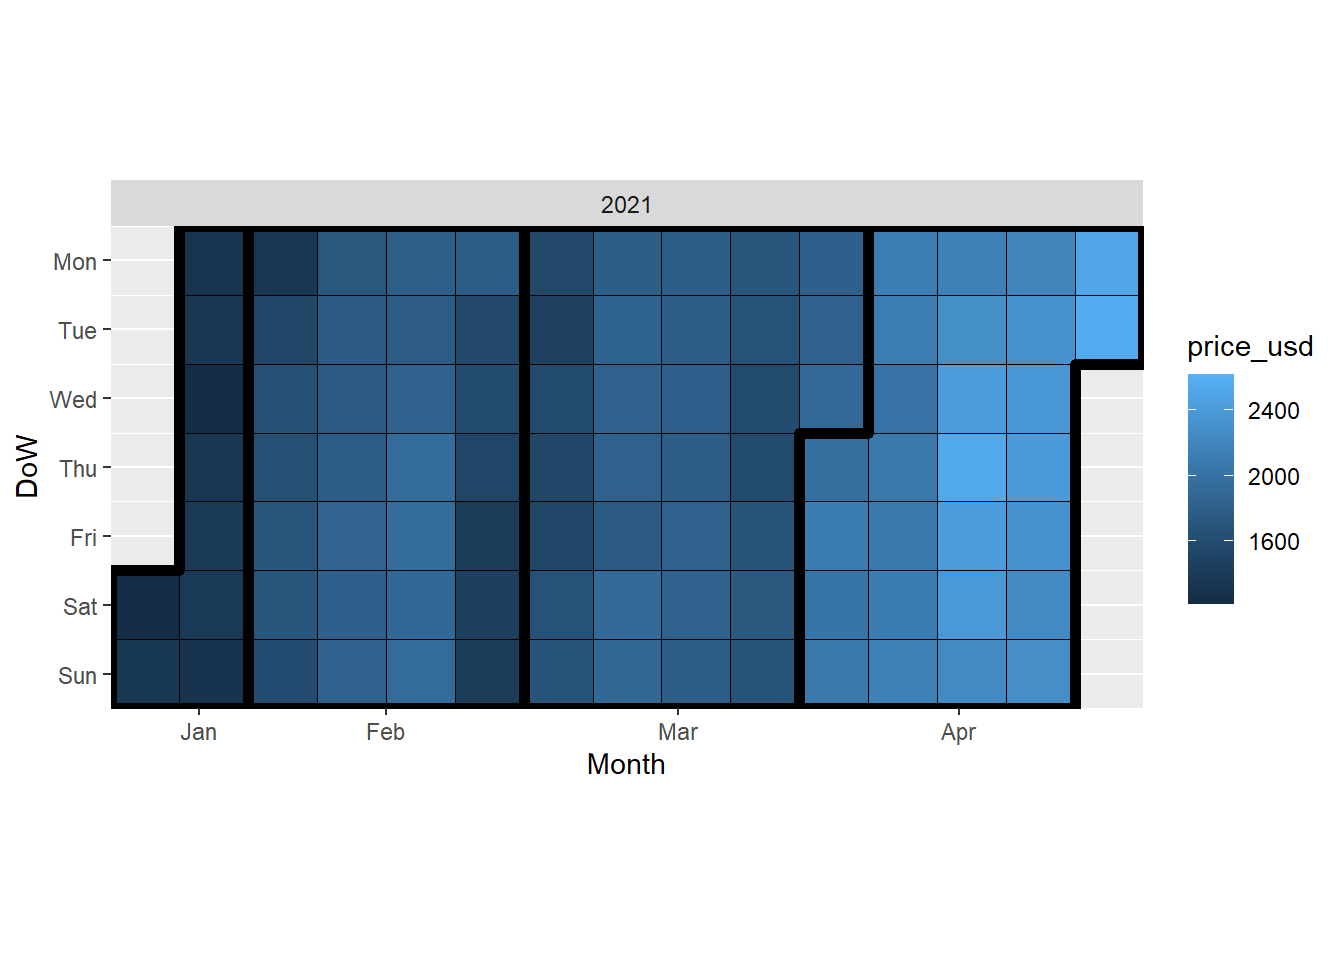 2021
Mon
Tue
Wed
Thu
Fri
Sat
Sun
DoW
Jan Feb Mar Apr
Month
price_usd
2400
2000
1600